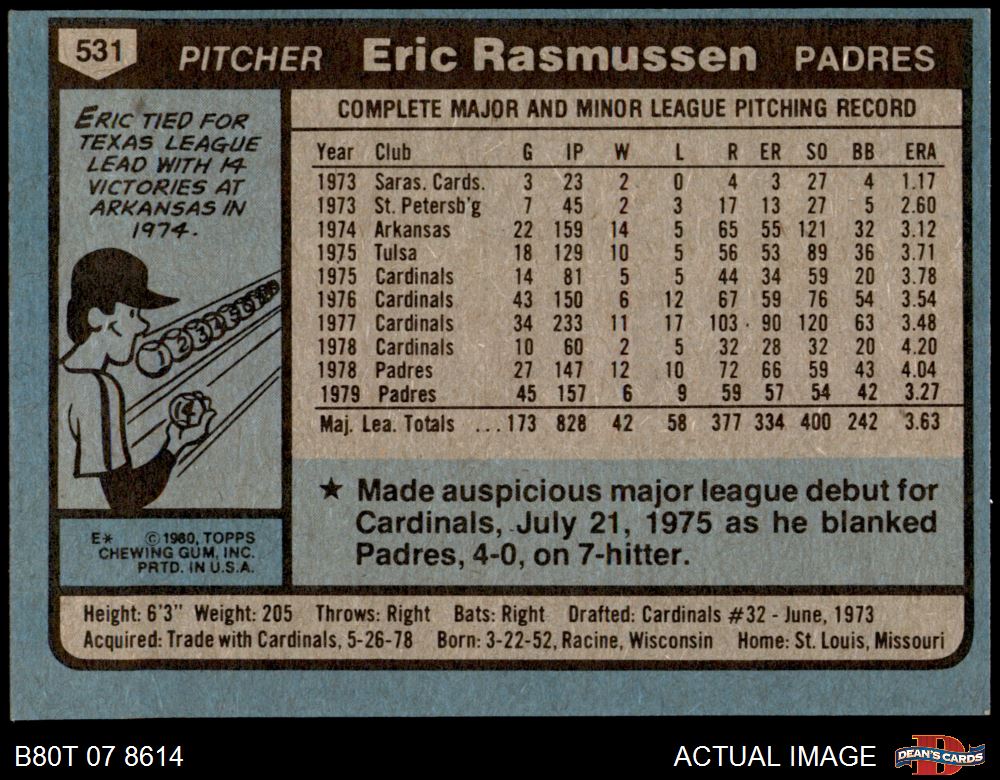 531 PITCHER Eric Rasmussen PADRES
ERIC TIED FOR
TEXAS LEAGUE
LEAD WITH 14
VICTORIES AT
ARKANSAS IN
1974.
1 2 3 4 5 6 7 8
14
E* © 1980, TOPPS
CHEWING GUM, INC.
PRTD. IN U.S.A.
COMPLETE MAJOR AND MINOR LEAGUE PITCHING RECORD
Year Club G IP W L R ER SO BB ERA
1973 Saras. Cards. 3 23 2 0 4 3 27 4 1.17
1973 St. Petersb'g 7 45 2 3 17 13 27 5 2.60
1974 Arkansas 22 159 14 5 65 55 121 32 3.12
1975 Tulsa 18 129 10 5 56 53 89 36 3.71
1975 Cardinals 14 81 5 5 44 34 59 20 3.78
1976 Cardinals 43 150 6 12 67 59 76 54 3.54
1977 Cardinals 34 233 11 17 103 90 120 63 3.48
1978 Cardinals 10 60 2 5 32 28 32 20 4.20
1978 Padres 27 147 12 10 72 66 59 43 4.04
1979 Padres 45 157 6 9 59 57 54 42 3.27
Maj. Lea. Totals ...173 828 42 58 377 334 400 242 3.63
★ Made auspicious major league debut for
Cardinals, July 21, 1975 as he blanked
Padres, 4-0, on 7-hitter.
Height: 6'3" Weight: 205 Throws: Right Bats: Right Drafted: Cardinals #32 - June, 1973
Acquired: Trade with Cardinals, 5-26-78 Born: 3-22-52, Racine, Wisconsin Home: St. Louis, Missouri
B80T 07 8614 ACTUAL IMAGE DEAN'S CARDS